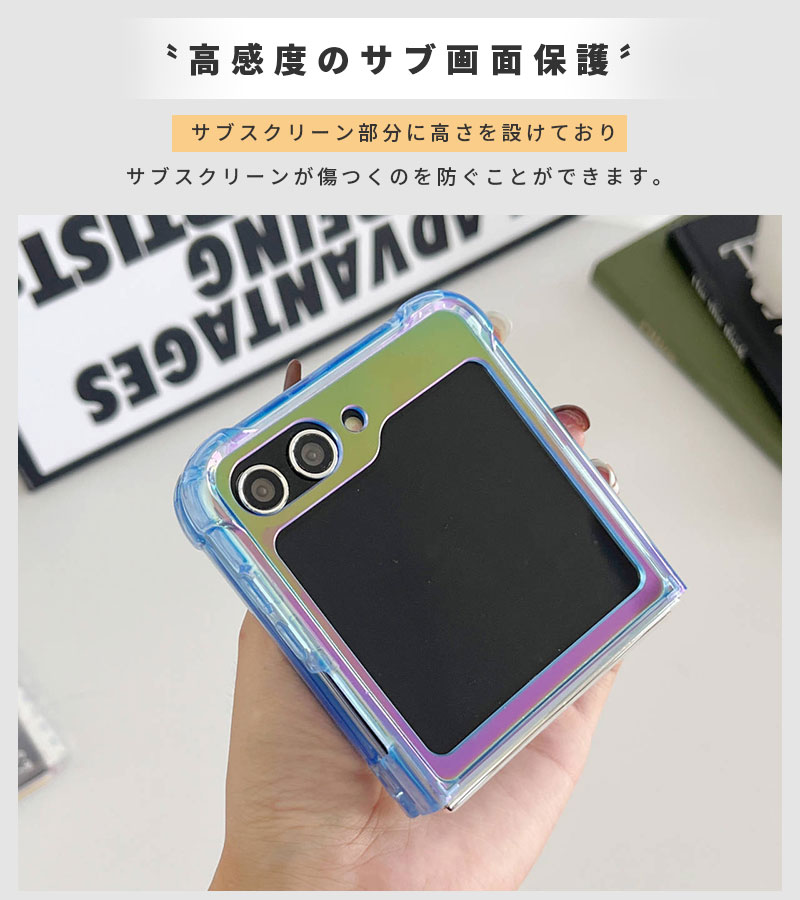 〝高感度のサブ画面保護〞
サブスクリーン部分に高さを設けており
サブスクリーンが傷つくのを防ぐことができます。
ADVANTAGES
BEING
ARTIST